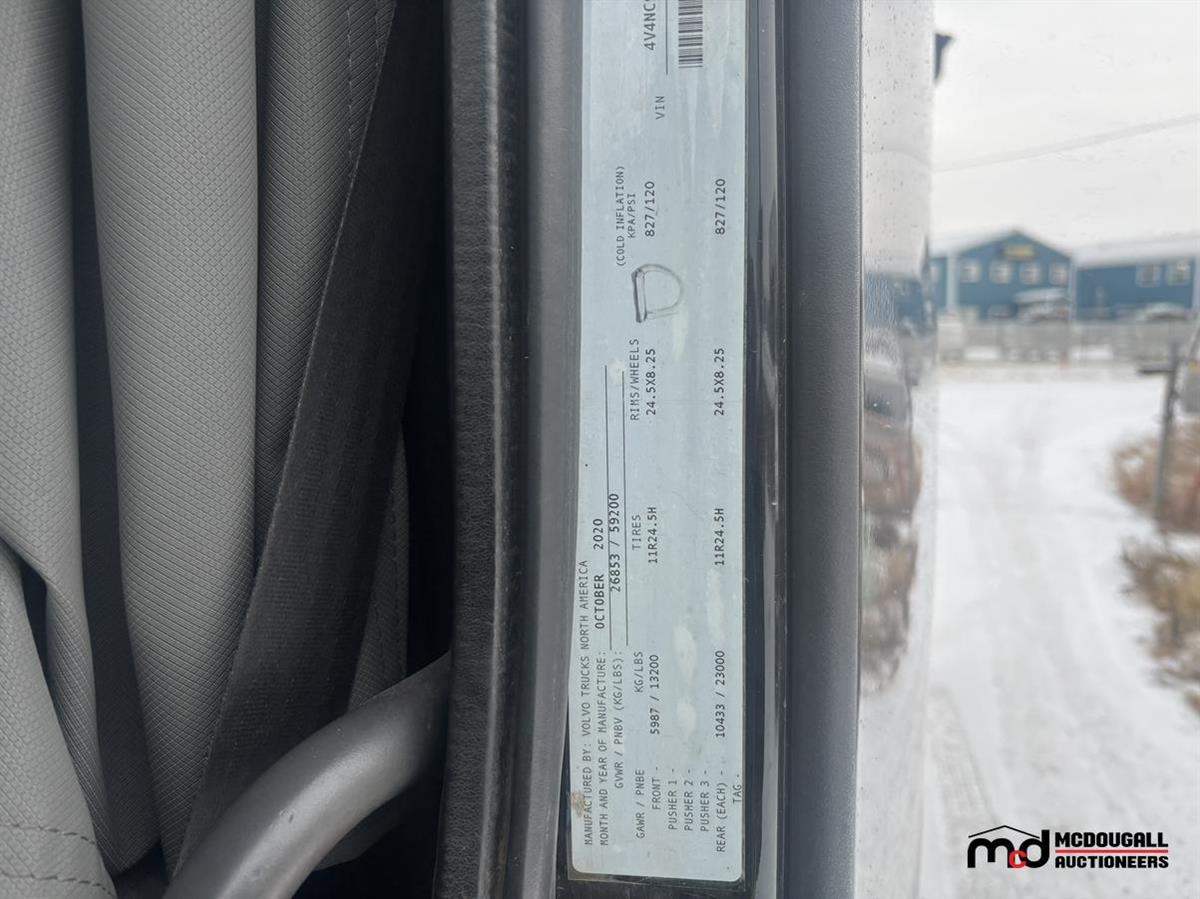 MANUFACTURED BY: VOLVO TRUCKS NORTH AMERICA
MONTH AND YEAR OF MANUFACTURE: OCTOBER 2020
GVWR / PNBV (KG/LBS): 26853 / 59200
(COLD INFLATION)
GAWR / PNBE KG/LBS TIRES RIMS/WHEELS KPA/PSI
FRONT - 5987 / 13200 11R24.5H 24.5X8.25 827/120
PUSHER 1 -
PUSHER 2 -
PUSHER 3 -
REAR (EACH) - 10433 / 23000 11R24.5H 24.5X8.25 827/120
TAG -
VIN
MCDOUGALL
AUCTIONEERS
mcd